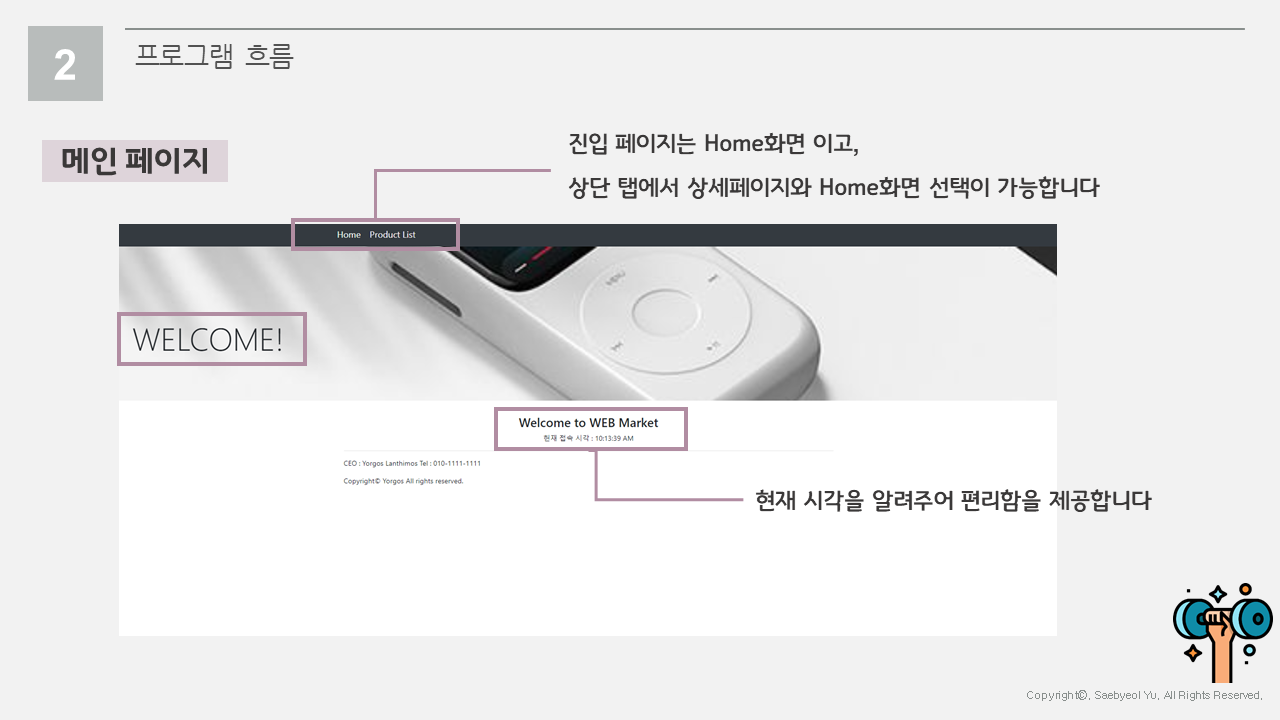 2
프로그램 흐름
메인 페이지
진입 페이지는 Home화면 이고,
상단 탭에서 상세페이지와 Home화면 선택이 가능합니다
Home Product List
MENU
WELCOME!
Welcome to WEB Market
현재 접속 시각 : 10:13:39 AM
CEO : Yorgos Lanthimos Tel : 010-1111-1111
Copyright© Yorgos All rights reserved.
현재 시각을 알려주어 편리함을 제공합니다
Copyright©. Saebyeol Yu. All Rights Reserved.